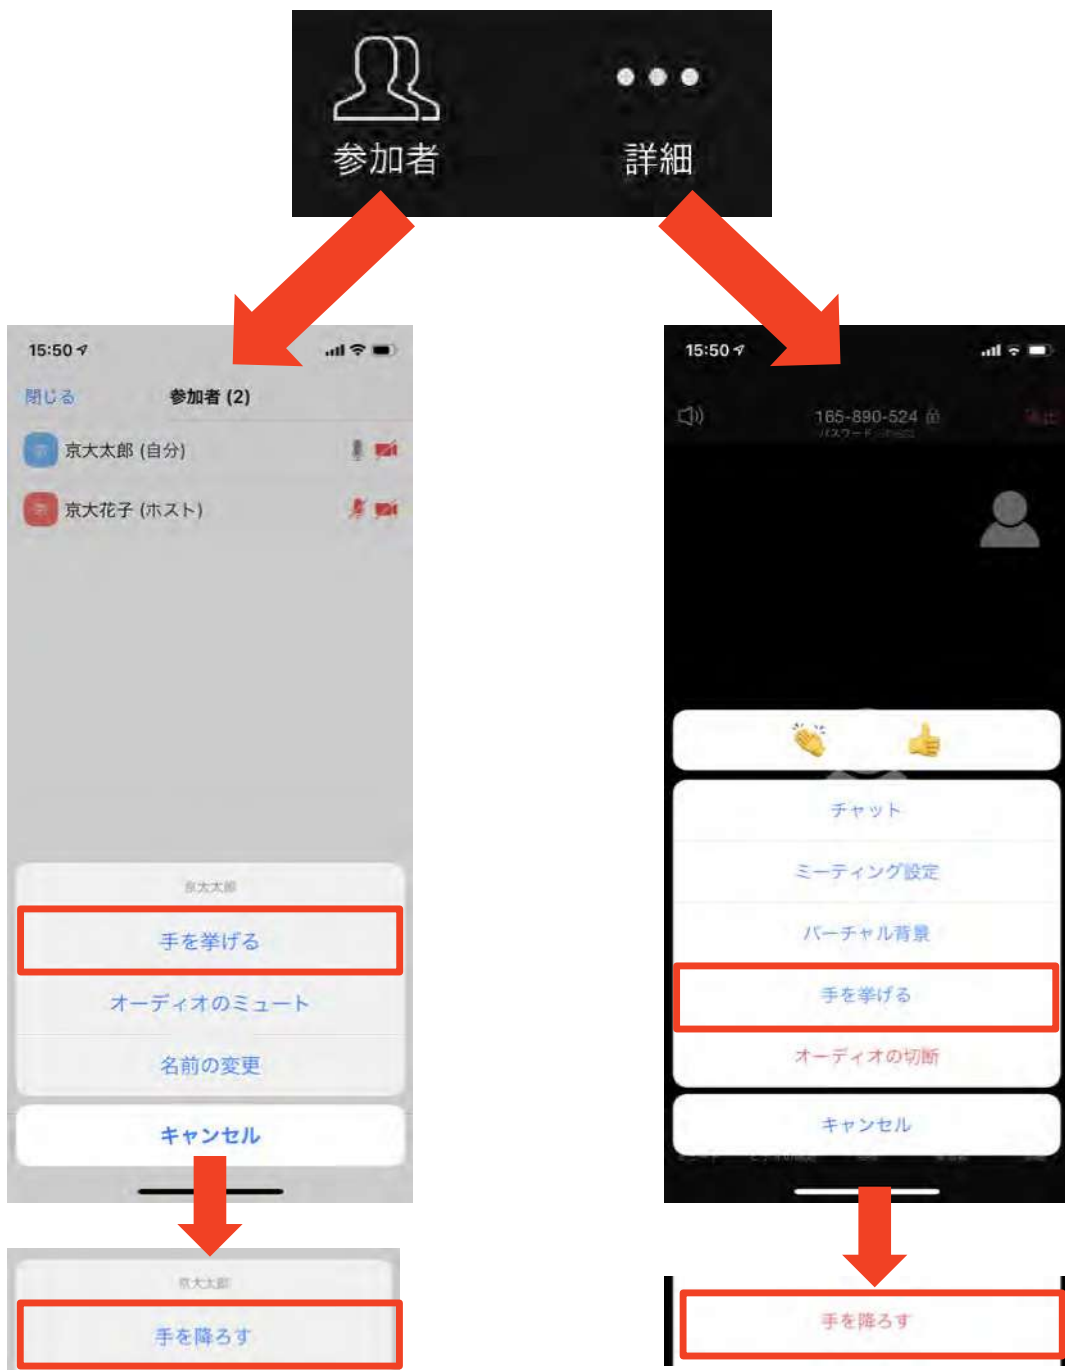 参加者
詳細
15:50
閉じる
参加者 (2)
京大太郎 (自分)
京大花子 (ホスト)
京大太郎
手を挙げる
オーディオのミュート
名前の変更
キャンセル
京大太郎
手を降ろす
15:50
165-890-524
パスワード
チャット
ミーティング設定
バーチャル背景
手を挙げる
オーディオの切断
キャンセル
手を降ろす